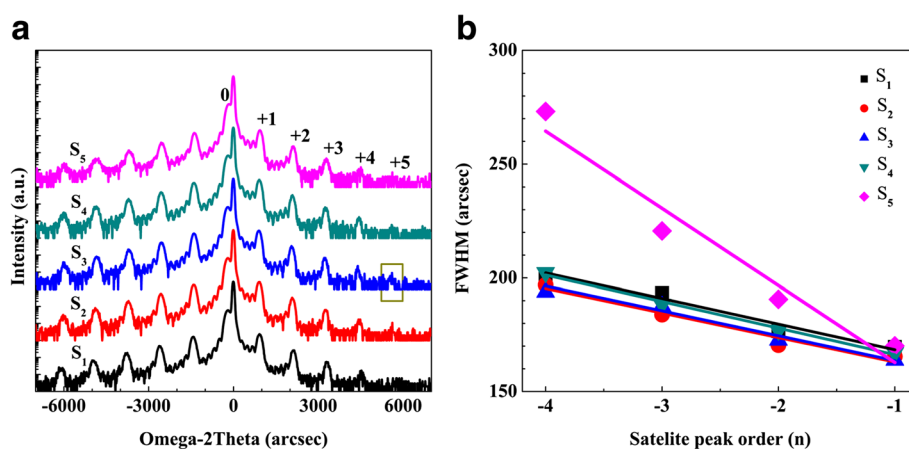 a
Intensity (a.u.)
S5
S4
S3
S2
S1
0
+1
+2
+3
+4
+5
-6000 -3000 0 3000 6000
Omega-2Theta (arcsec)
b
FWHM (arcsec)
300
250
200
150
S1
S2
S3
S4
S5
-4 -3 -2 -1
Satelite peak order (n)